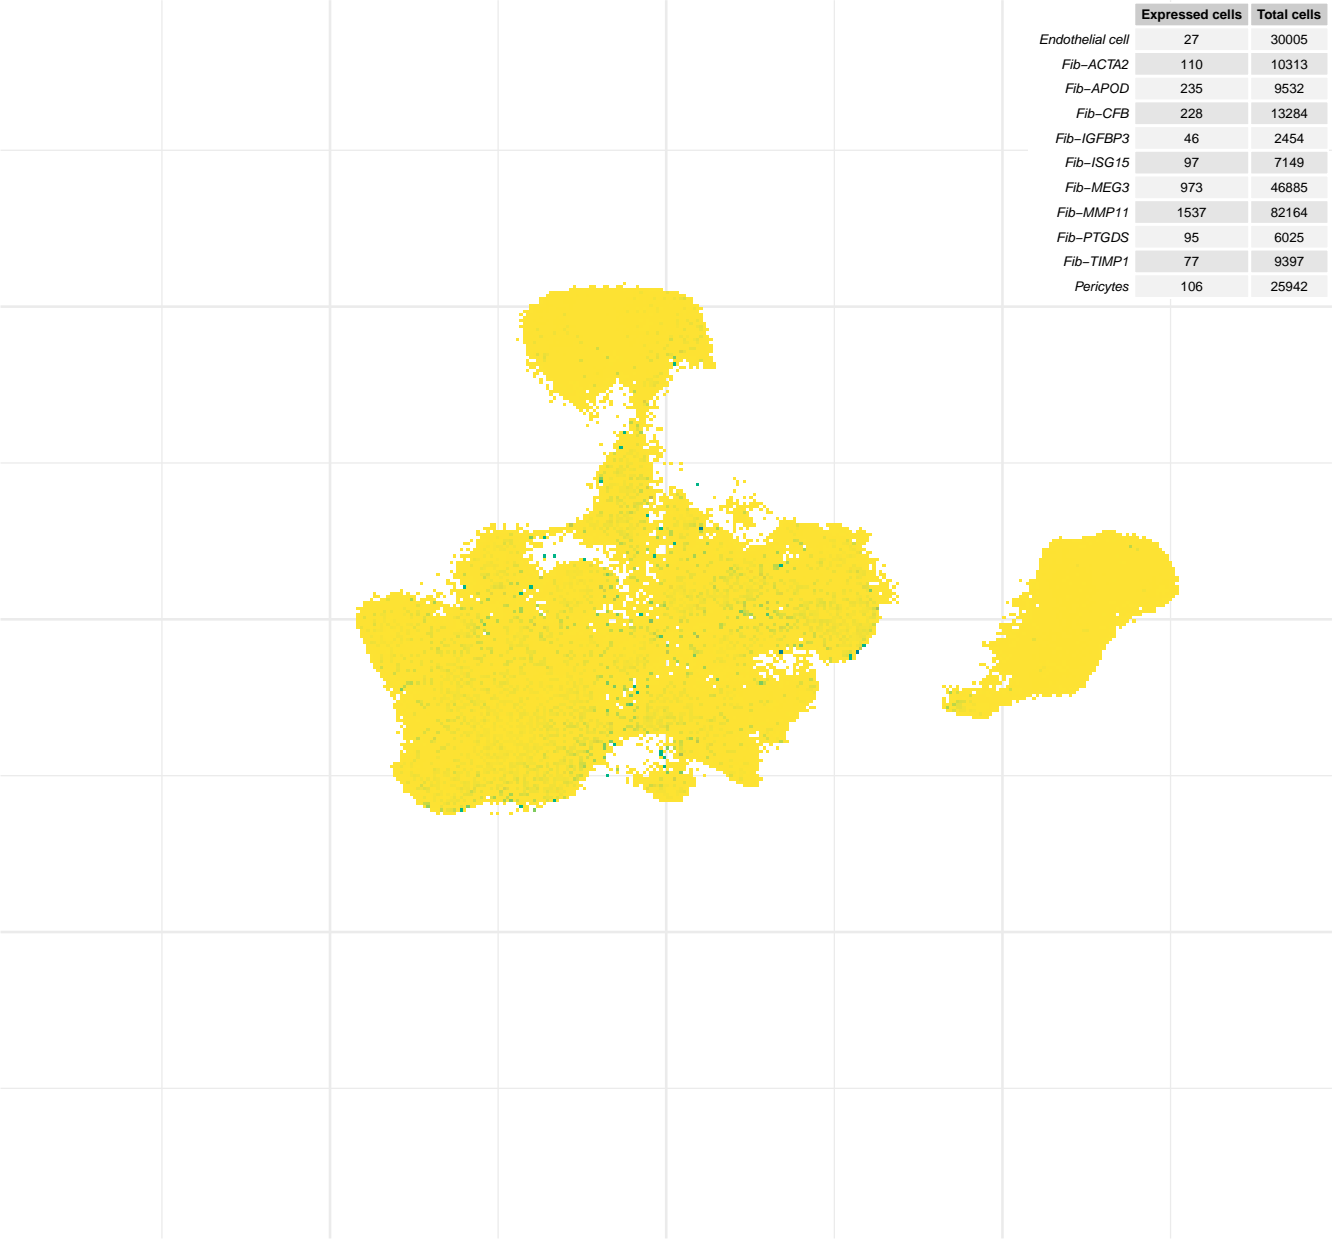 Expressed cells Total cells
Endothelial cell 27 30005
Fib−ACTA2 110 10313
Fib−APOD 235 9532
Fib−CFB 228 13284
Fib−IGFBP3 46 2454
Fib−ISG15 97 7149
Fib−MEG3 973 46885
Fib−MMP11 1537 82164
Fib−PTGDS 95 6025
Fib−TIMP1 77 9397
Pericytes 106 25942